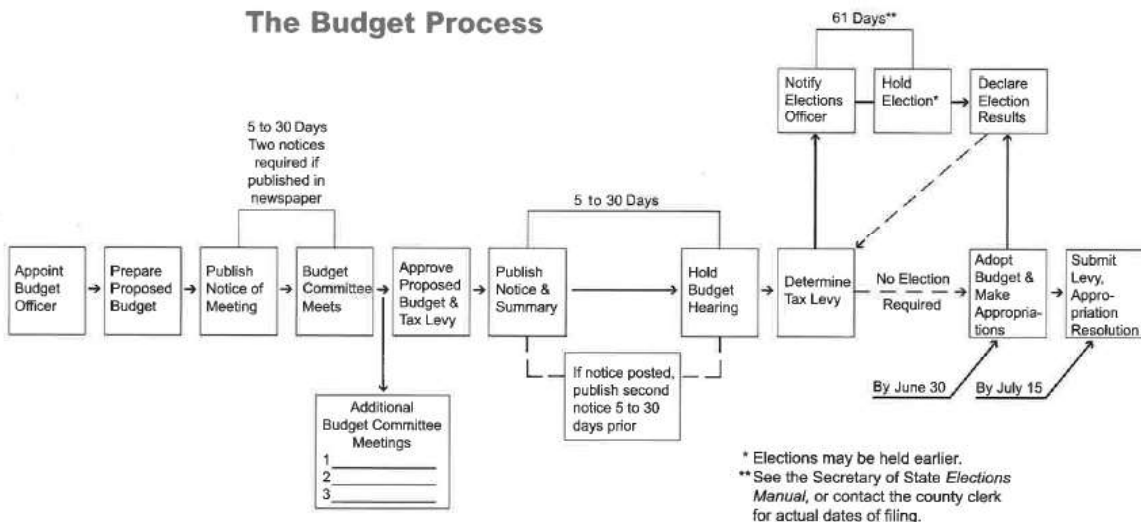 The Budget Process
61 Days**
Notify
Elections
Officer
Hold
Election*
Declare
Election
Results
5 to 30 Days
Two notices
required if
published in
newspaper
5 to 30 Days
Appoint
Budget
Officer
Prepare
Proposed
Budget
Publish
Notice of
Meeting
Budget
Committee
Meets
Approve
Proposed
Budget &
Tax Levy
Publish
Notice &
Summary
Hold
Budget
Hearing
Determine
Tax Levy
No Election
Required
Adopt
Budget &
Make
Appropria-
tions
Submit
Levy,
Appro-
priation
Resolution
If notice posted,
publish second
notice 5 to 30
days prior
By June 30
By July 15
Additional
Budget Committee
Meetings
1
2
3
* Elections may be held earlier.
** See the Secretary of State Elections
Manual, or contact the county clerk
for actual dates of filing.